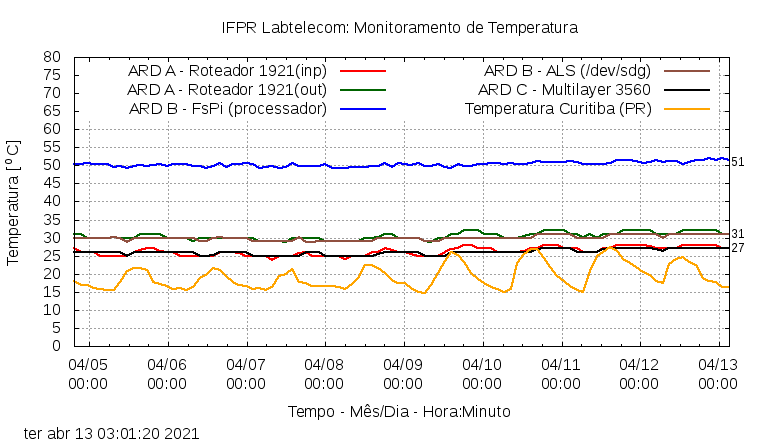 IFPR Labtelecom: Monitoramento de Temperatura
ARD A - Roteador 1921(inp)
ARD A - Roteador 1921(out)
ARD B - FsPi (processador)
ARD B - ALS (/dev/sdg)
ARD C - Multilayer 3560
Temperatura Curitiba (PR)
Temperatura [ º C]
80
75
70
65
60
55
50
45
40
35
30
25
20
15
10
5
0
51
31
27
04/05 04/06 04/07 04/08 04/09 04/10 04/11 04/12 04/13
00:00 00:00 00:00 00:00 00:00 00:00 00:00 00:00 00:00
Tempo - Mês/Dia - Hora:Minuto
ter abr 13 03:01:20 2021